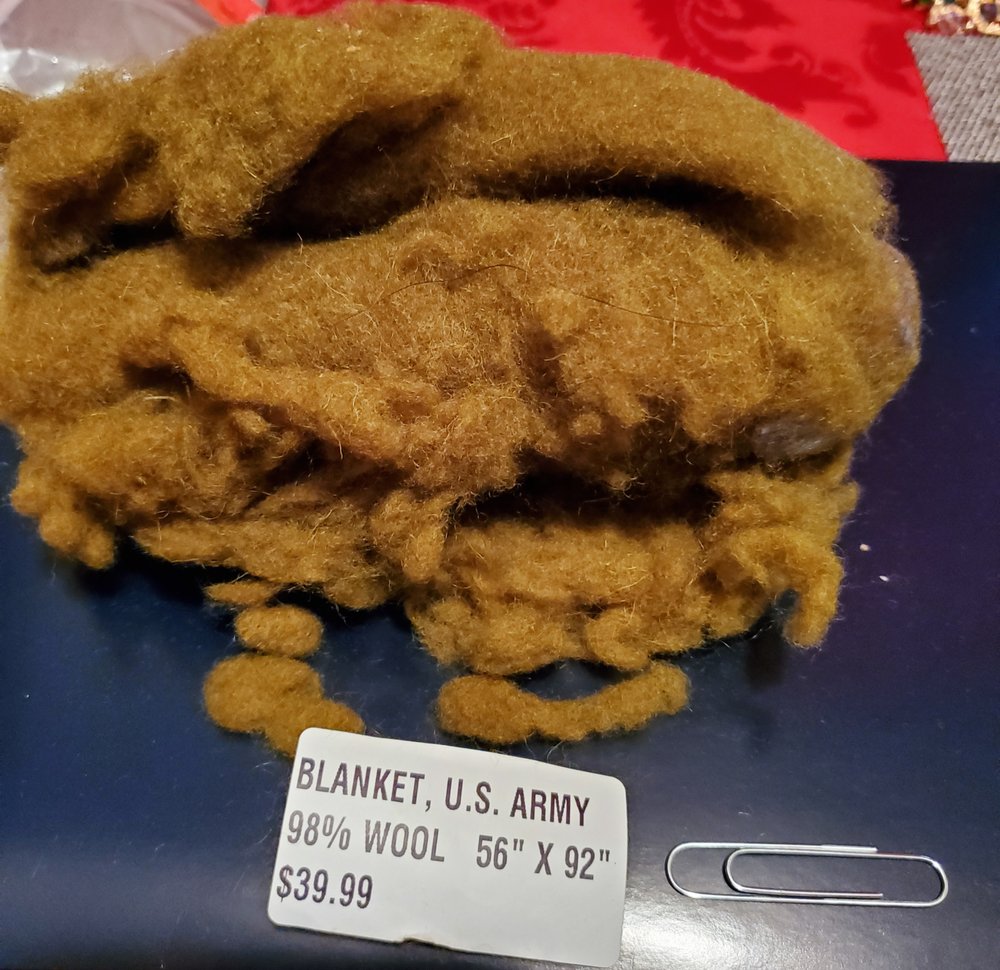 BLANKET, U.S. ARMY
98% WOOL 56" X 92"
$39.99